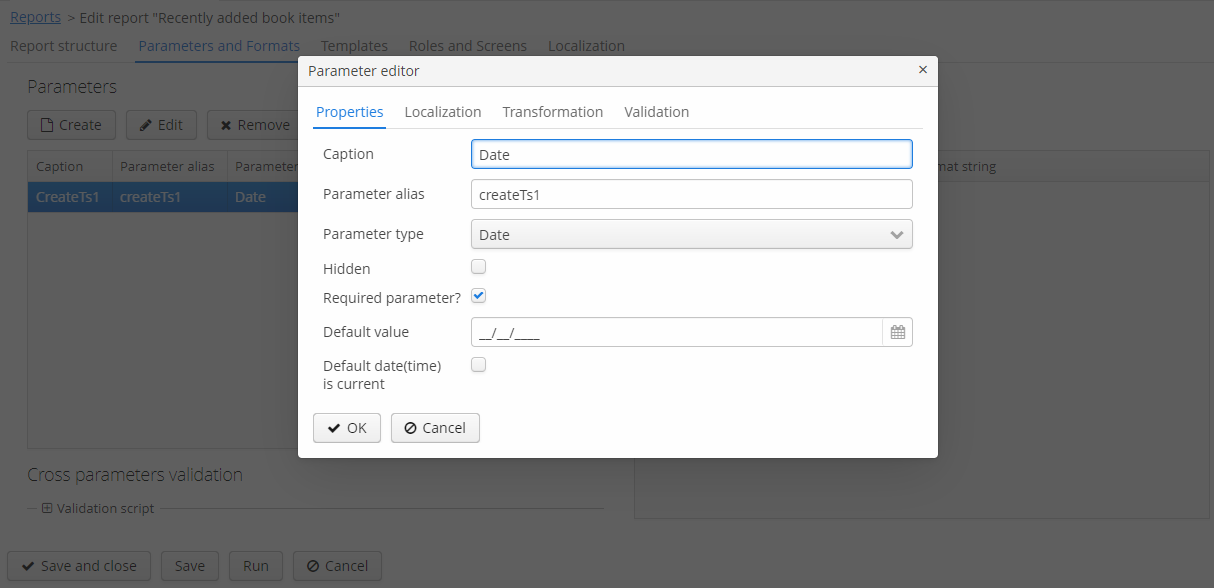 Reports > Edit report "Recently added book items"
Report structure Parameters and Formats Templates Roles and Screens Localization
Parameters
Create Edit Remove
Caption Parameter alias Parameter
CreateTs1 createTs1 Date
mat string
Parameter editor ×
Properties Localization Transformation Validation
Caption Date
Parameter alias createTs1
Parameter type Date
Hidden
Required parameter?
Default value __/__/____
Default date(time)
is current
OK Cancel
Cross parameters validation
Validation script
Save and close Save Run Cancel